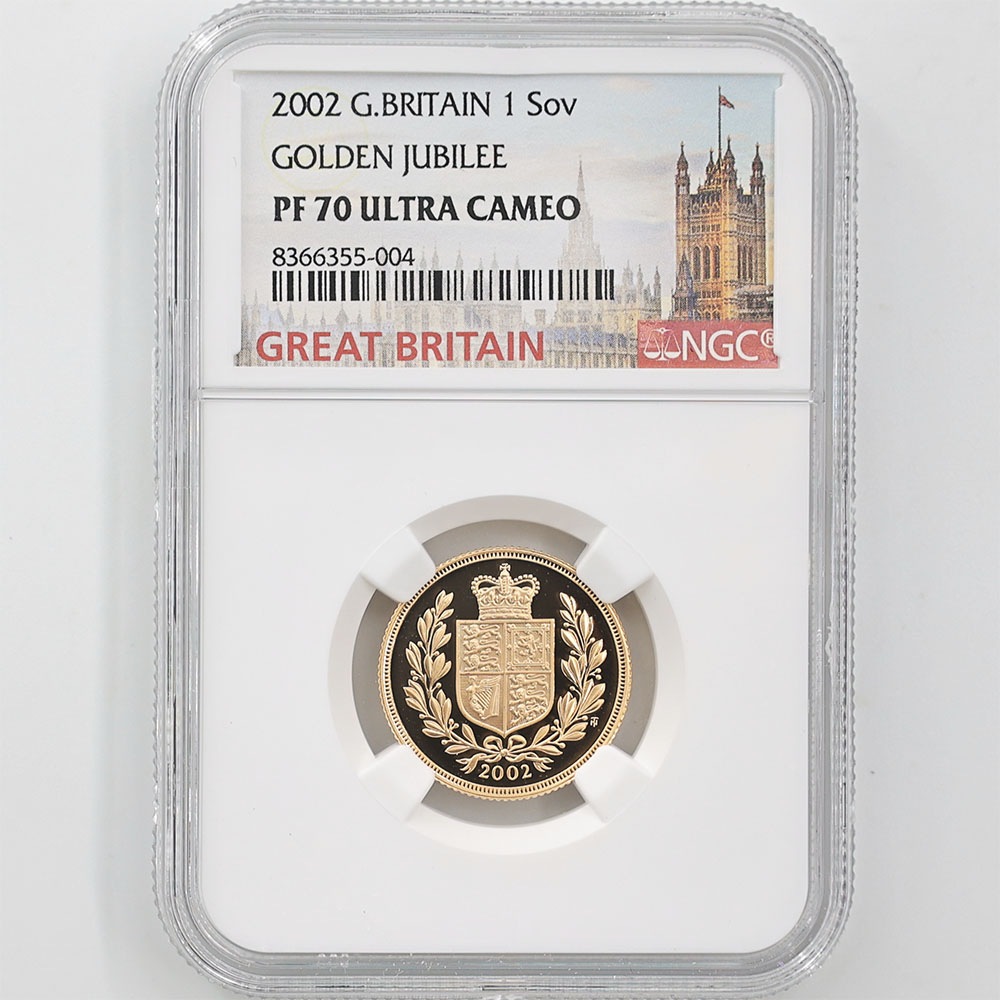 2002 G.BRITAIN 1 Sov
GOLDEN JUBILEE
PF 70 ULTRA CAMEO
8366355-004
GREAT BRITAIN
NGC®
2002